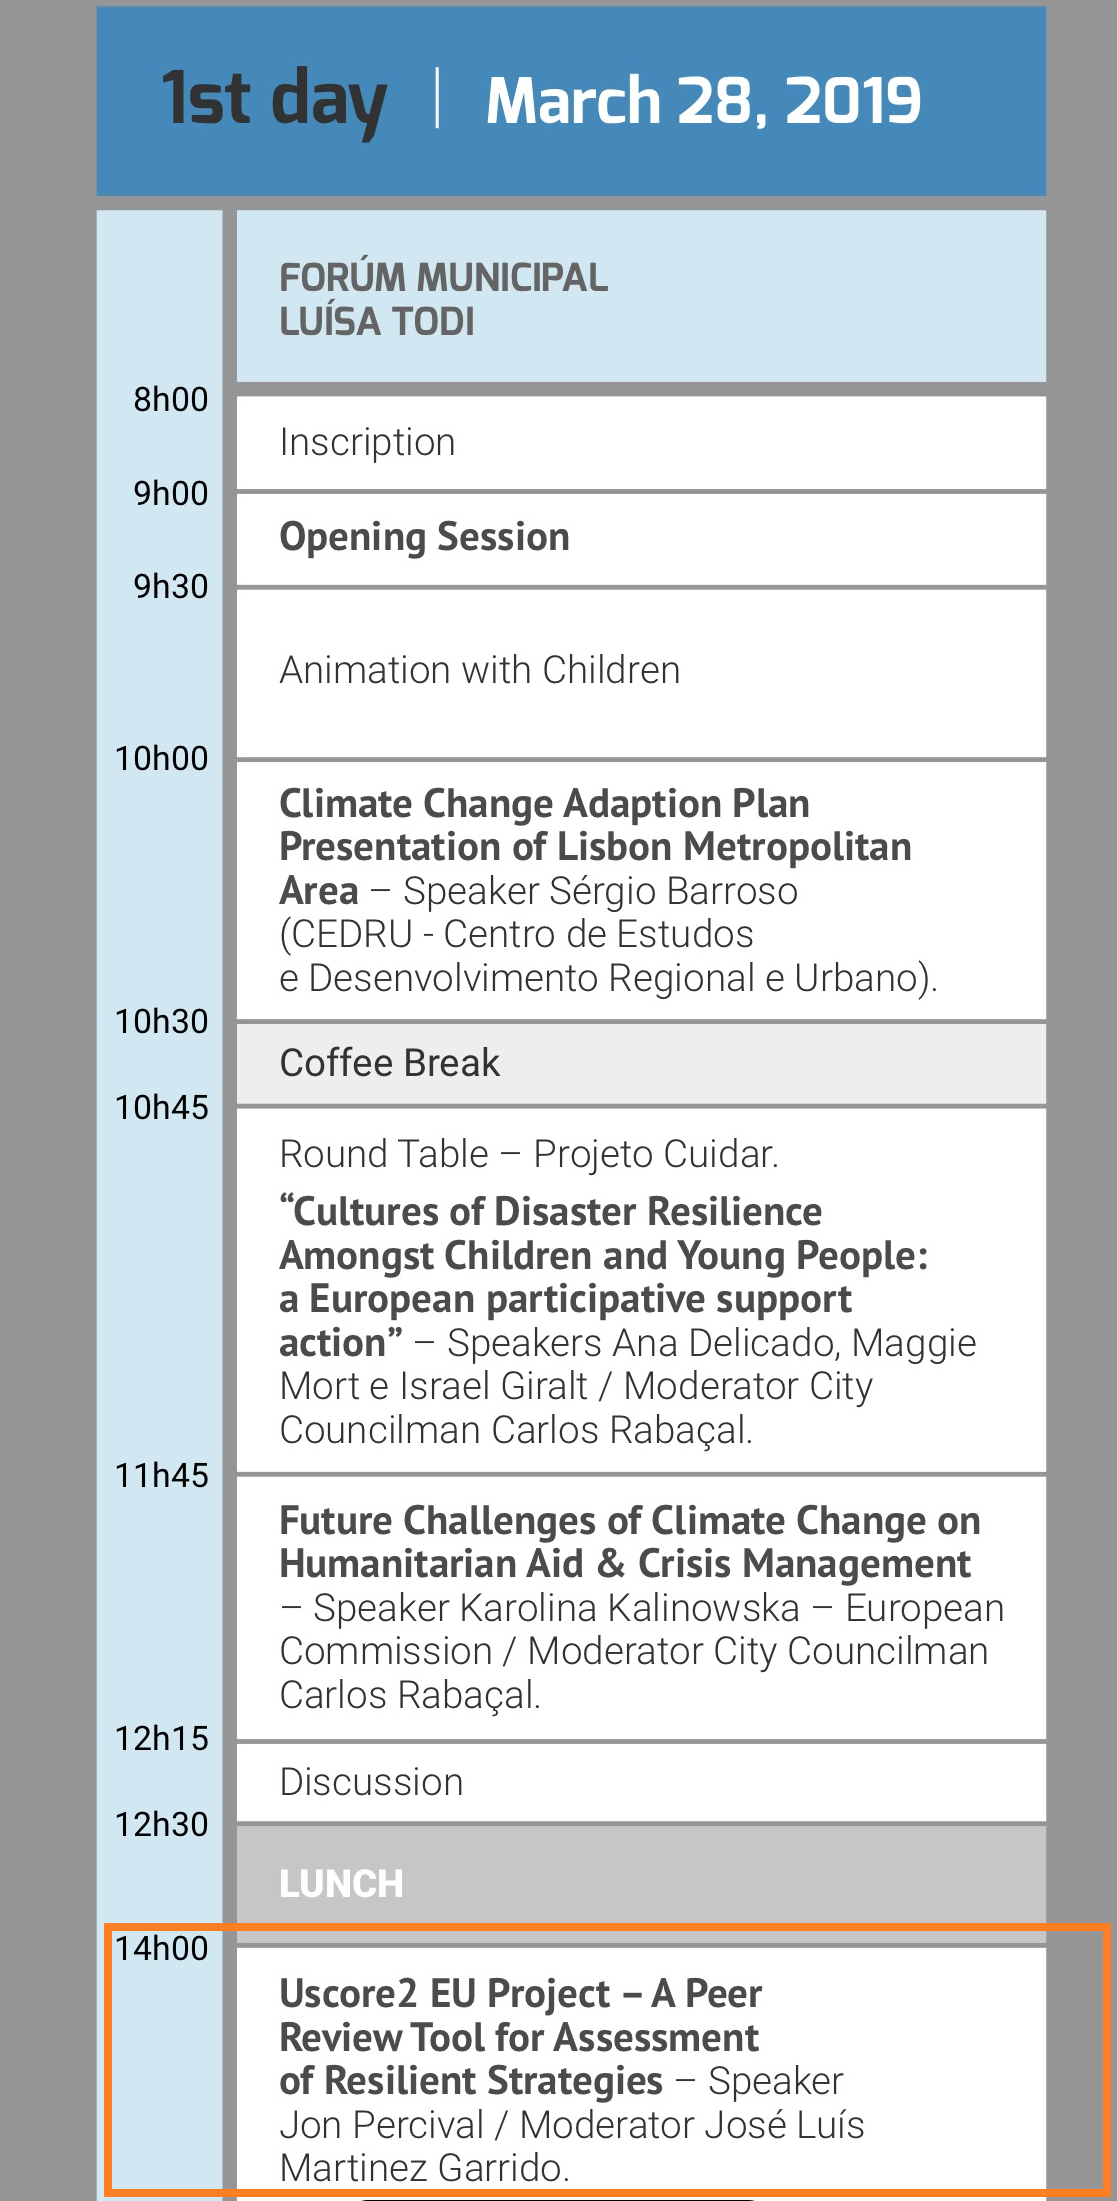 1st day | March 28, 2019
FORÚM MUNICIPAL
LUÍSA TODI
8h00
Inscription
9h00
Opening Session
9h30
Animation with Children
10h00
Climate Change Adaption Plan
Presentation of Lisbon Metropolitan
Area – Speaker Sérgio Barroso
(CEDRU - Centro de Estudos
e Desenvolvimento Regional e Urbano).
10h30
Coffee Break
10h45
Round Table – Projeto Cuidar.
“Cultures of Disaster Resilience
Amongst Children and Young People:
a European participative support
action” – Speakers Ana Delicado, Maggie
Mort e Israel Giralt / Moderator City
Councilman Carlos Rabaçal.
11h45
Future Challenges of Climate Change on
Humanitarian Aid & Crisis Management
– Speaker Karolina Kalinowska – European
Commission / Moderator City Councilman
Carlos Rabaçal.
12h15
Discussion
12h30
LUNCH
14h00
Uscore2 EU Project – A Peer
Review Tool for Assessment
of Resilient Strategies – Speaker
Jon Percival / Moderator José Luís
Martinez Garrido.